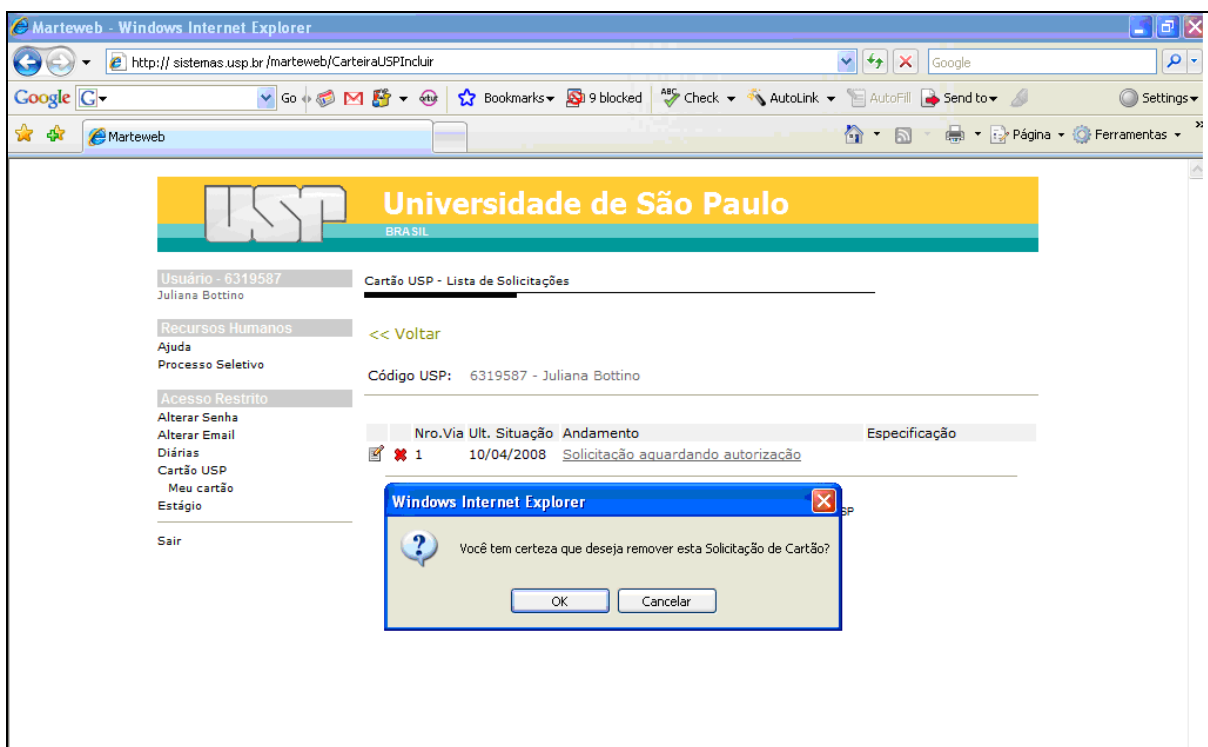 Marteweb - Windows Internet Explorer
http:// sistemas.usp.br /marteweb/CarteiraUSPIncluir
Google
Google G Go Bookmarks 9 blocked ABC Check AutoLink AutoFill Send to Settings
Marteweb Página Ferramentas »
USP Universidade de São Paulo
BRASIL
Usuário - 6319587
Juliana Bottino
Recursos Humanos
Ajuda
Processo Seletivo
Acesso Restrito
Alterar Senha
Alterar Email
Diárias
Cartão USP
Meu cartão
Estágio
Sair
Cartão USP - Lista de Solicitações
<< Voltar
Código USP: 6319587 - Juliana Bottino
Nro.Via Ult. Situação Andamento Especificação
1 10/04/2008 Solicitação aguardando autorização
SP
Windows Internet Explorer
Você tem certeza que deseja remover esta Solicitação de Cartão?
OK Cancelar